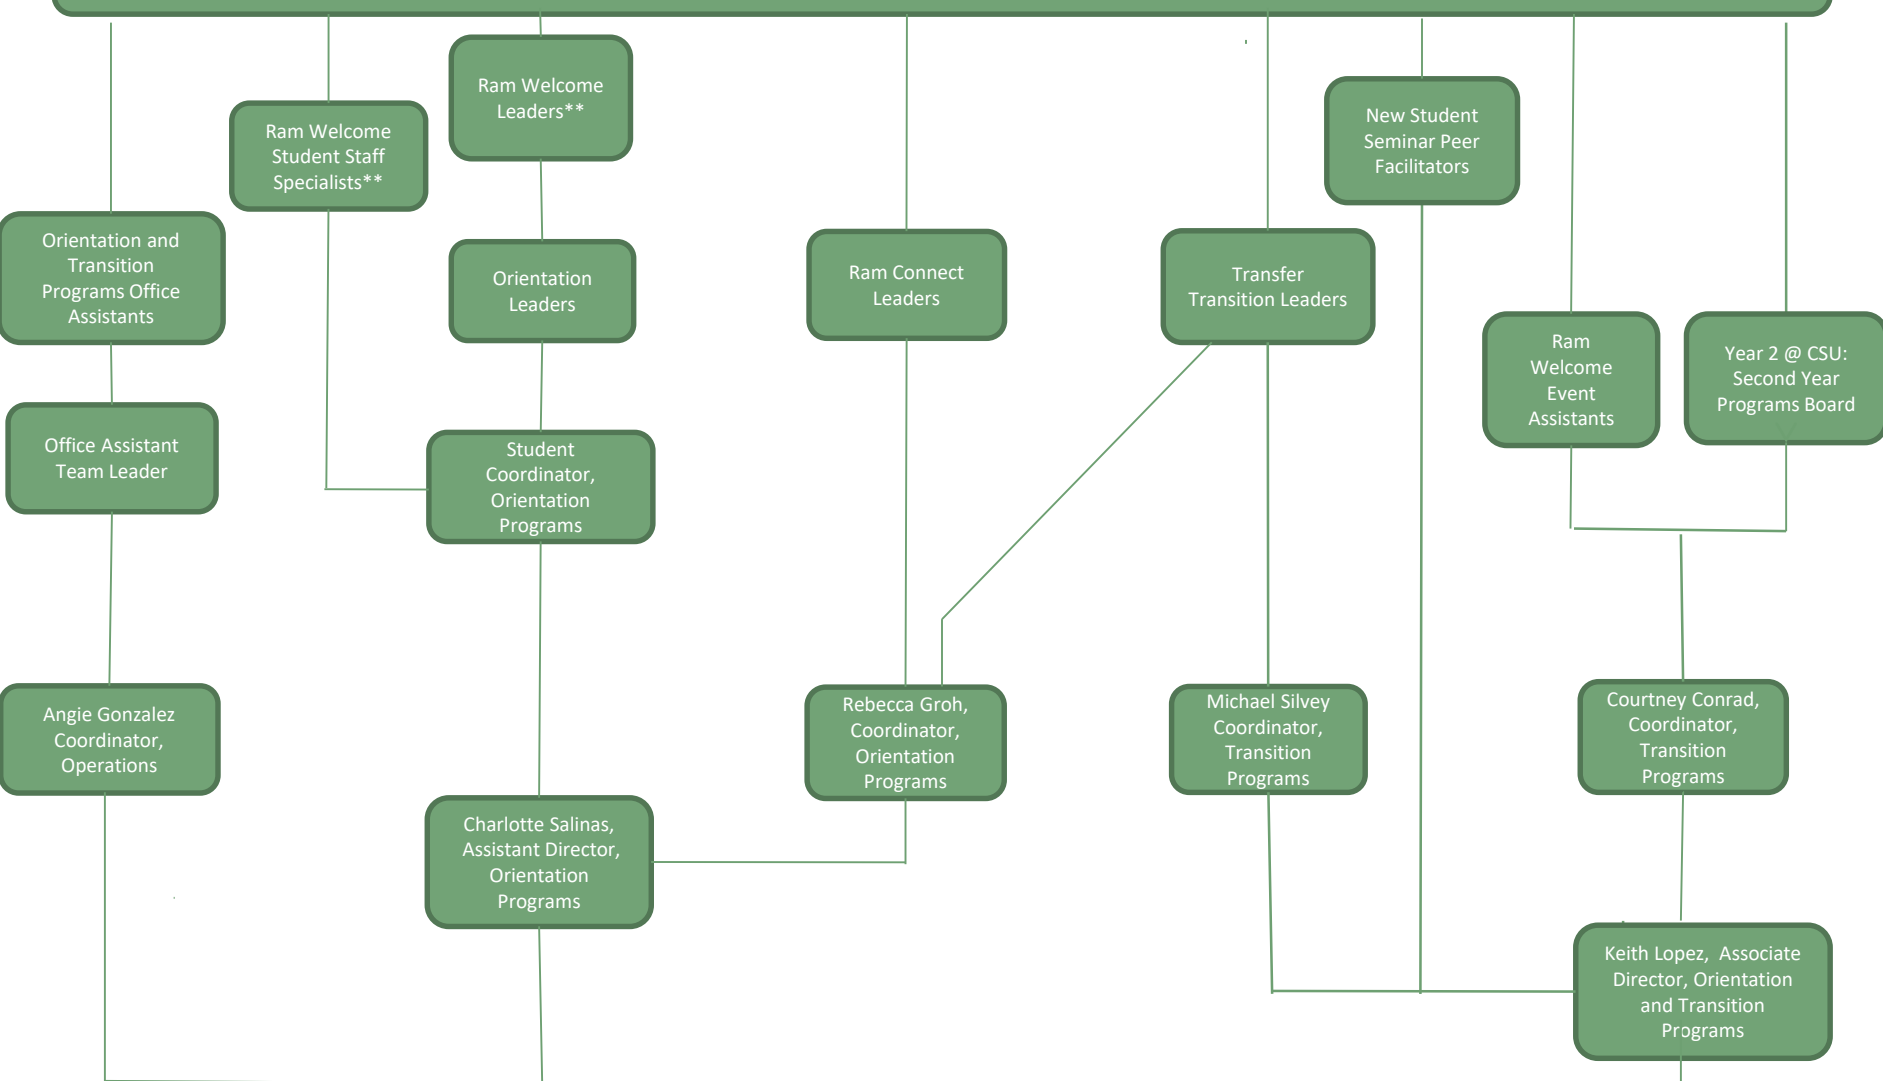 Ram Welcome
Leaders**
Ram Welcome
Student Staff
Specialists**
New Student
Seminar Peer
Facilitators
Orientation and
Transition
Programs Office
Assistants
Orientation
Leaders
Ram Connect
Leaders
Transfer
Transition Leaders
Ram
Welcome
Event
Assistants
Year 2 @ CSU:
Second Year
Programs Board
Office Assistant
Team Leader
Student
Coordinator,
Orientation
Programs
Angie Gonzalez
Coordinator,
Operations
Rebecca Groh,
Coordinator,
Orientation
Programs
Michael Silvey
Coordinator,
Transition
Programs
Courtney Conrad,
Coordinator,
Transition
Programs
Charlotte Salinas,
Assistant Director,
Orientation
Programs
Keith Lopez, Associate
Director, Orientation
and Transition
Programs